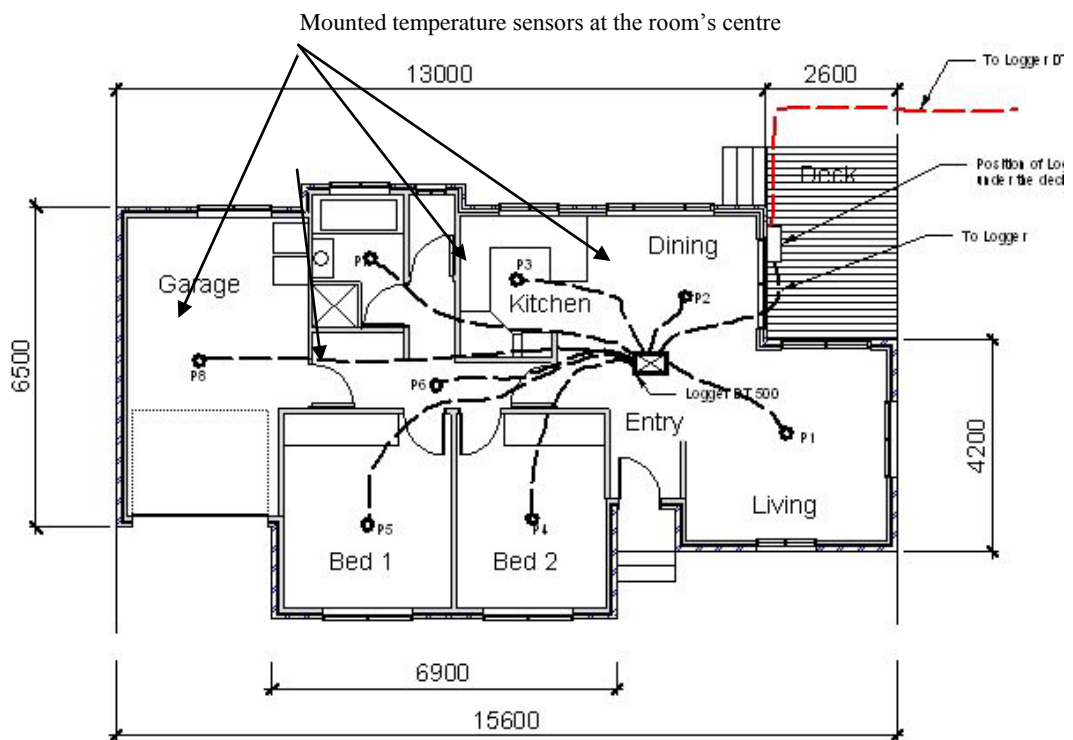 Mounted temperature sensors at the room's centre
13000
2600
To Logger DT
Deck
Position of Lo
under the decl
To Logger
Dining
Garage
P
P3
P2
Kitchen
6500
P8
P6
Logger DT 500
Entry
P1
4200
Living
P5
P4
Bed 1
Bed 2
6900
15600